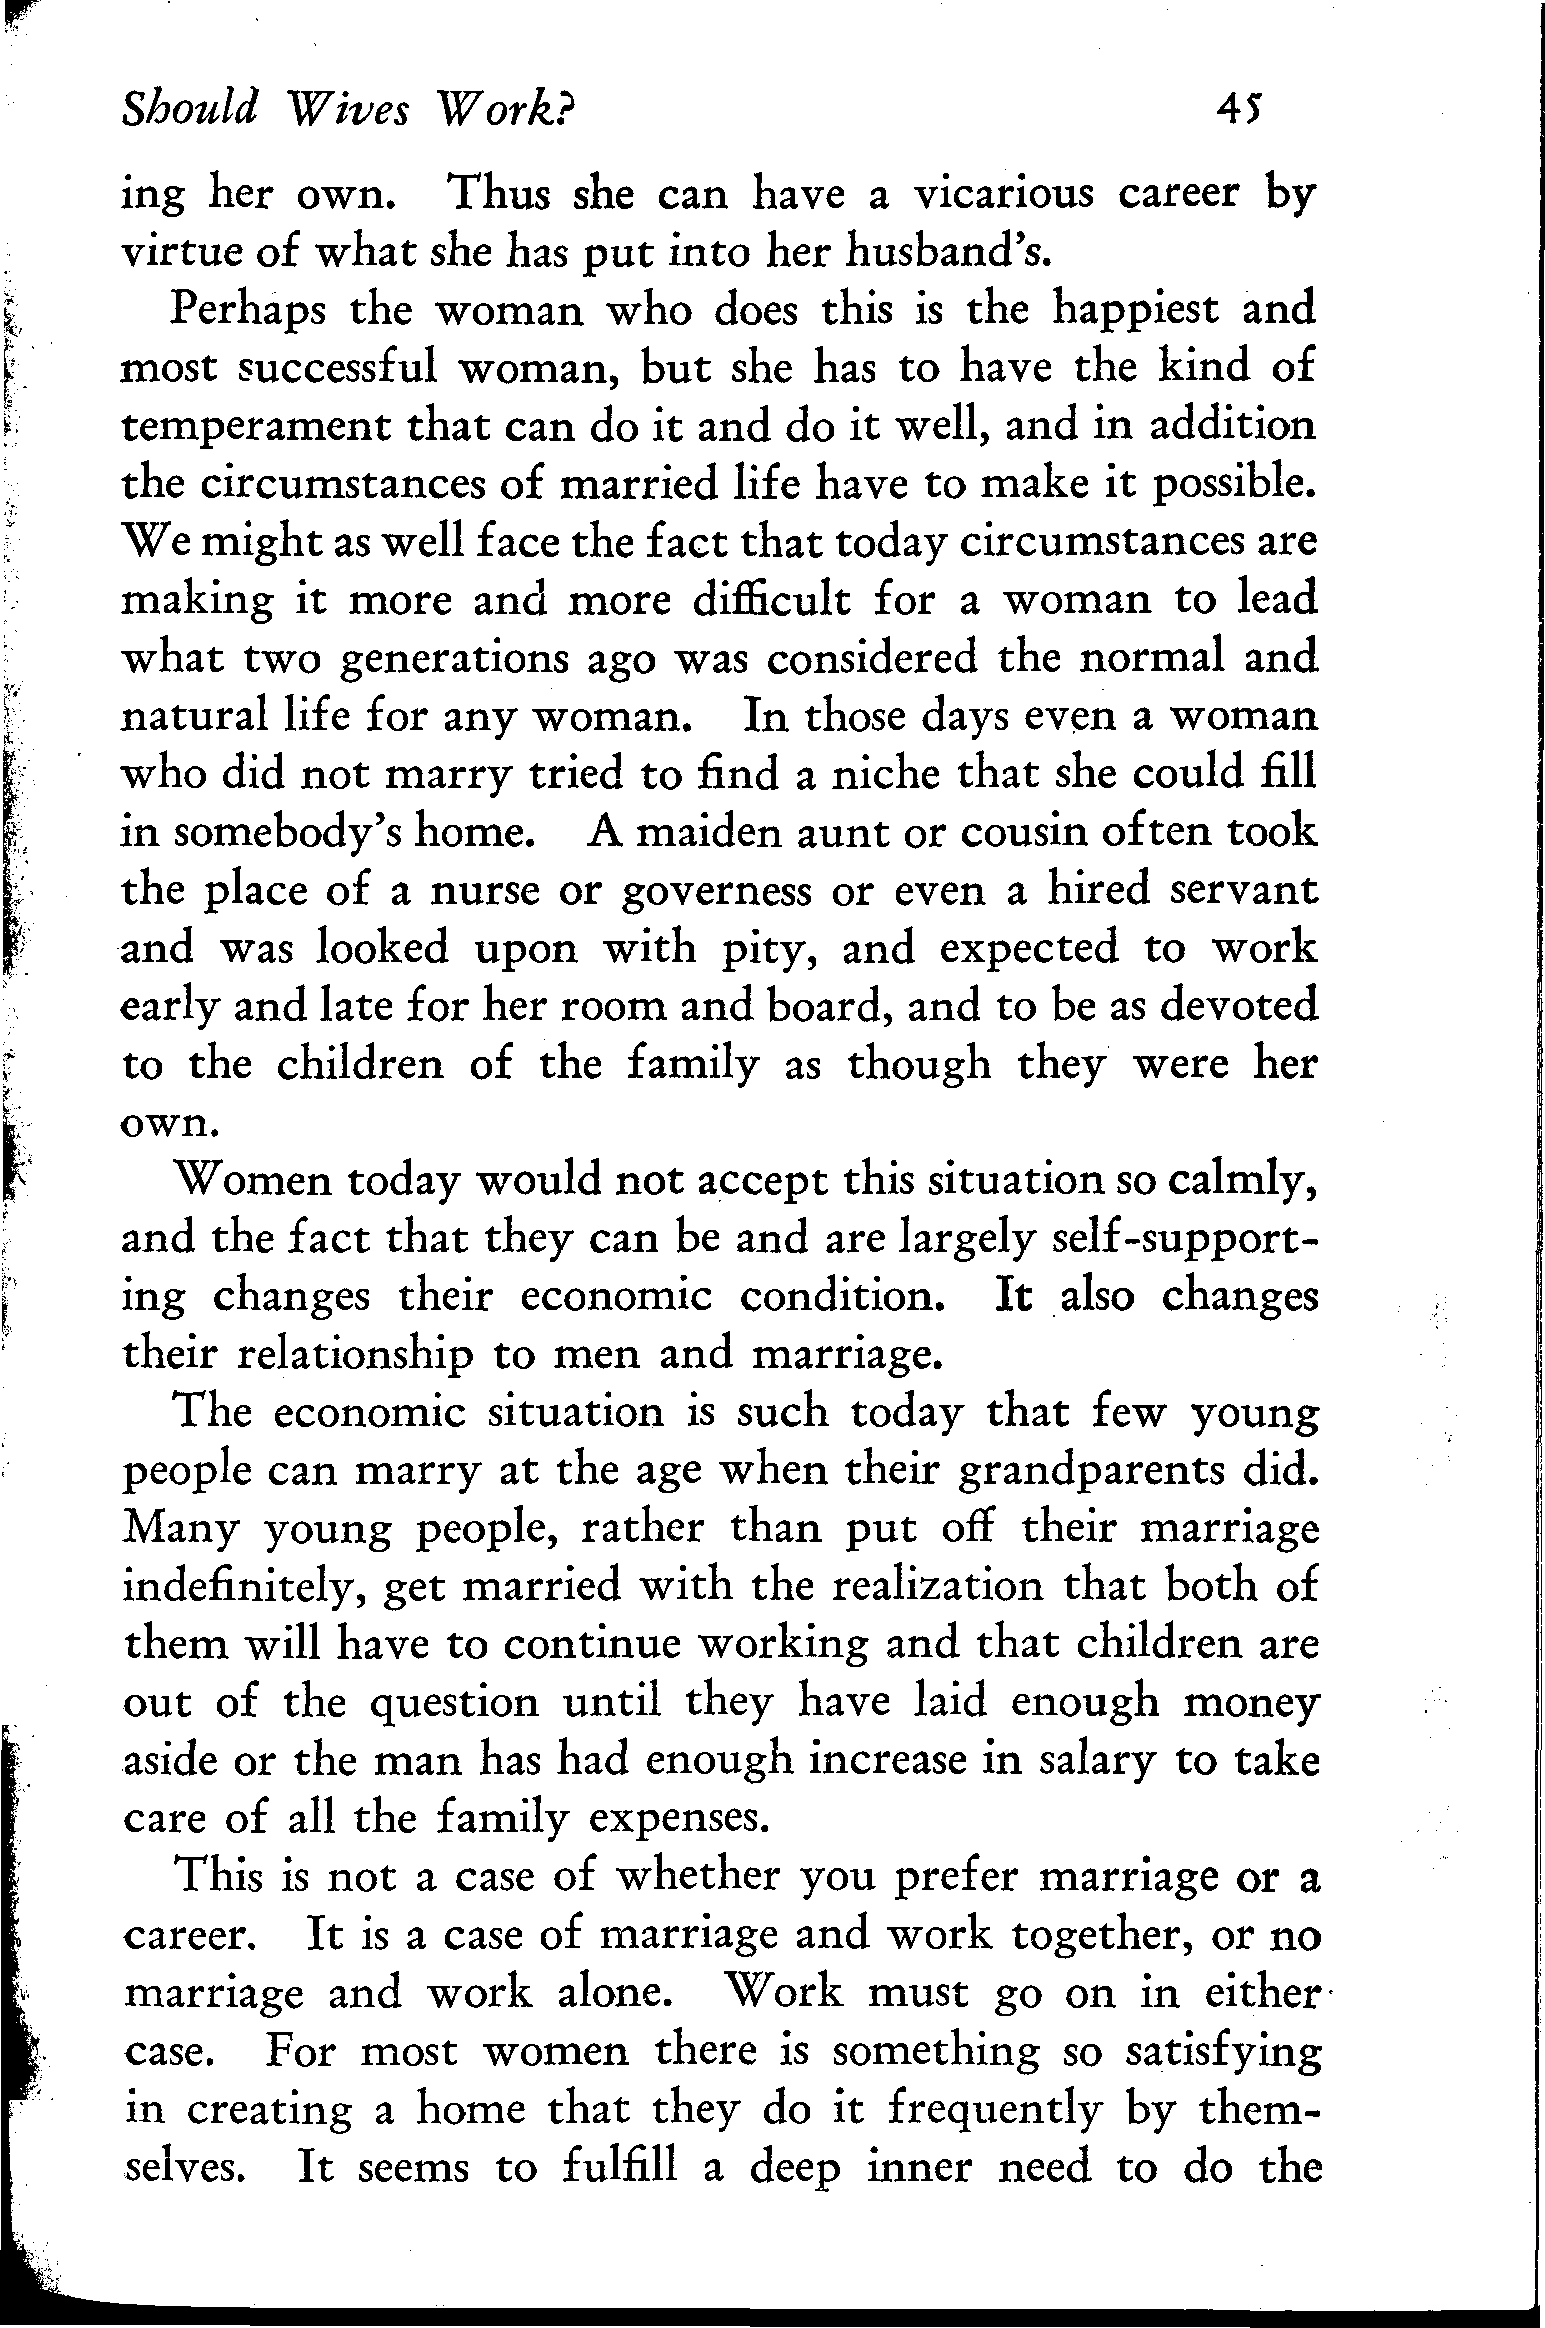 Should Wives Work? 45
ing her own. Thus she can have a vicarious career by
virtue of what she has put into her husband's.
Perhaps the woman who does this is the happiest and
most successful woman, but she has to have the kind of
temperament that can do it and do it well, and in addition
the circumstances of married life have to make it possible.
We might as well face the fact that today circumstances are
making it more and more difficult for a woman to lead
what two generations ago was considered the normal and
natural life for any woman. In those days even a woman
who did not marry tried to find a niche that she could fill
in somebody's home. A maiden aunt or cousin often took
the place of a nurse or governess or even a hired servant
and was looked upon with pity, and expected to work
early and late for her room and board, and to be as devoted
to the children of the family as though they were her
own.
Women today would not accept this situation so calmly,
and the fact that they can be and are largely self-support-
ing changes their economic condition. It also changes
their relationship to men and marriage.
The economic situation is such today that few young
people can marry at the age when their grandparents did.
Many young people, rather than put off their marriage
indefinitely, get married with the realization that both of
them will have to continue working and that children are
out of the question until they have laid enough money
aside or the man has had enough increase in salary to take
care of all the family expenses.
This is not a case of whether you prefer marriage or a
career. It is a case of marriage and work together, or no
marriage and work alone. Work must go on in either
case. For most women there is something so satisfying
in creating a home that they do it frequently by them-
selves. It seems to fulfill a deep inner need to do the